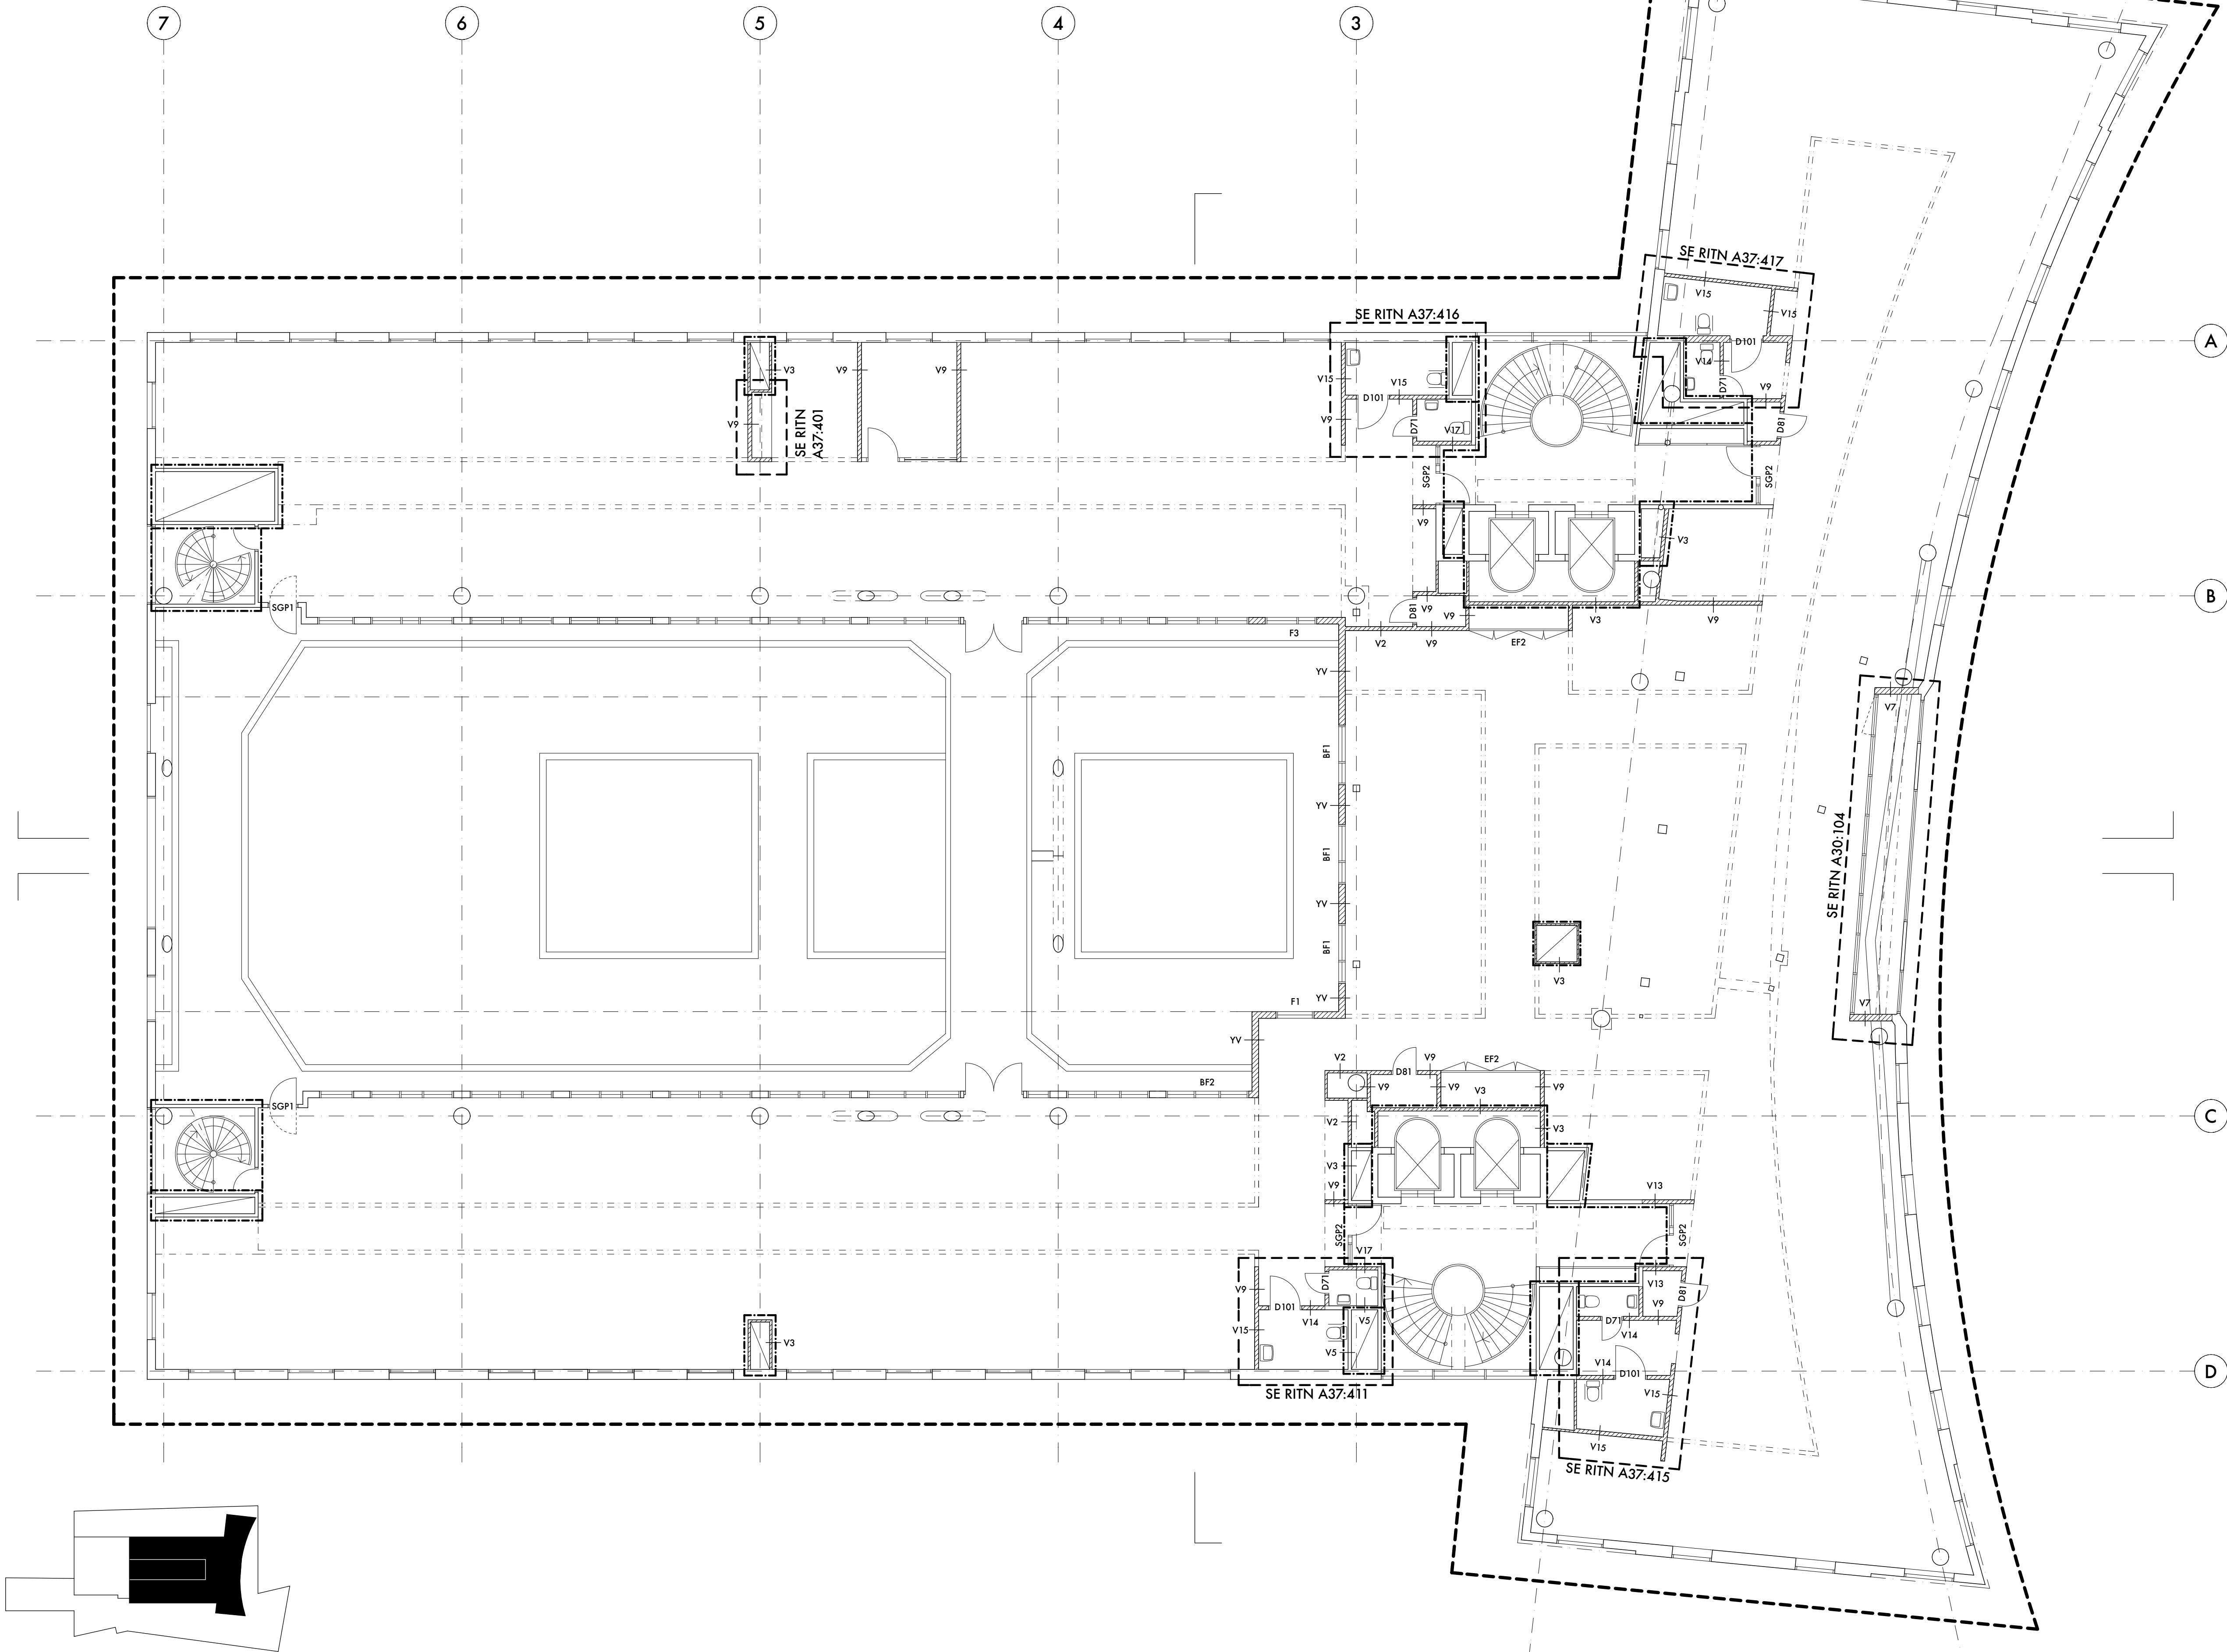 7 6 5 4 3
SE RITN A37:417
V15
V15
A
SE RITN A37:416
D101
V14
D71
V9
D81
V3 V9 V9
V15 V15
D101
V9
D71
V17
V9
SE RITN
A37:401
SGP2
SGP2
V9
V3
SGP1
B
D81
V9
V9
V3
V9
F3
V2
V9
EF2
YV
V7
BF1
YV
BF1
SE RITN A30:104
YV
BF1
V3
YV
F1
V7
YV
V2
V9
EF2
D81
BF2
V9
V9
V9
V3
SGP1
C
V2
V3
V3
V9
V13
SGP2
SGP2
V17
V9
D71
V13
D81
D101
V14
V5
V9
D71
V14
V15
V3
V5
V14
D101
D
V15
SE RITN A37:411
V15
SE RITN A37:415